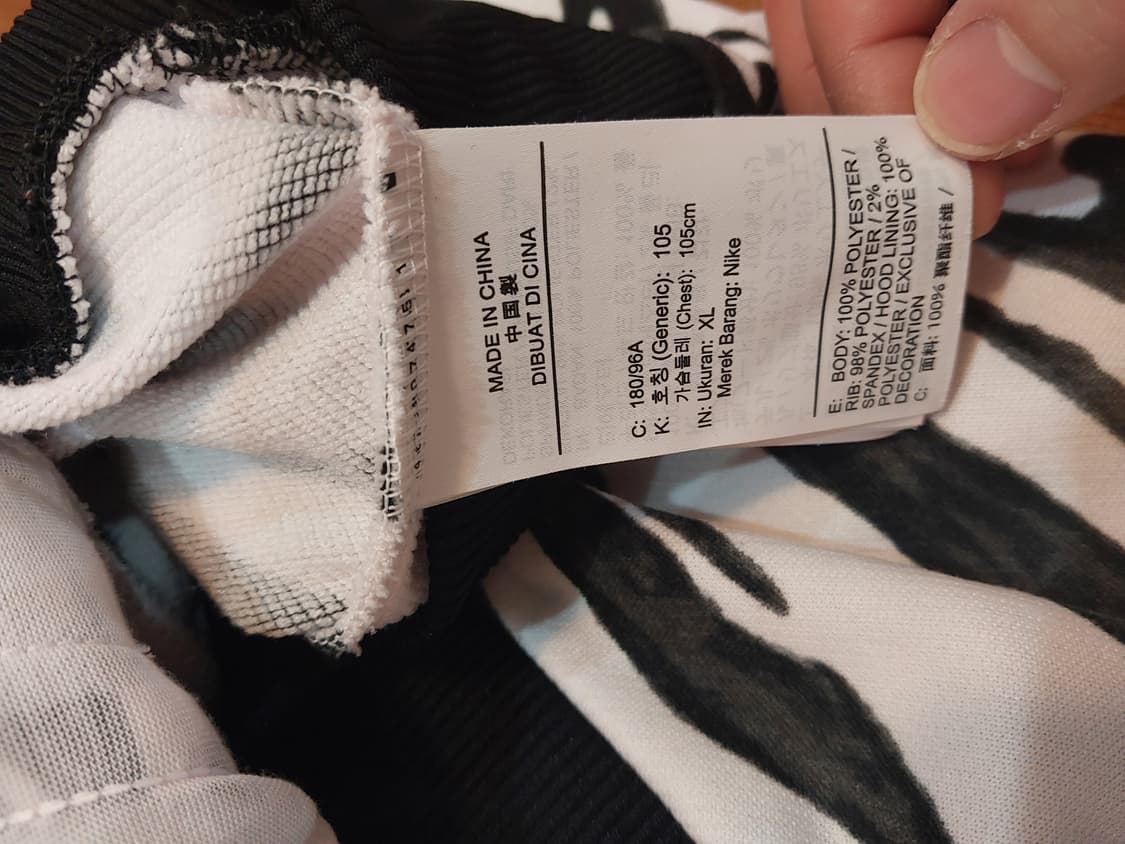 MADE IN CHINA
中国製
DIBUAT DI CINA
C: 180/96A
K: 호칭 (Generic): 105
가슴둘레 (Chest): 105cm
IN: Ukuran: XL
Merek Barang: Nike
E: BODY: 100% POLYESTER /
RIB: 98% POLYESTER / 2%
SPANDEX / HOOD LINING: 100%
POLYESTER / EXCLUSIVE OF
DECORATION
C: 面料: 100% 聚酯纤维 /